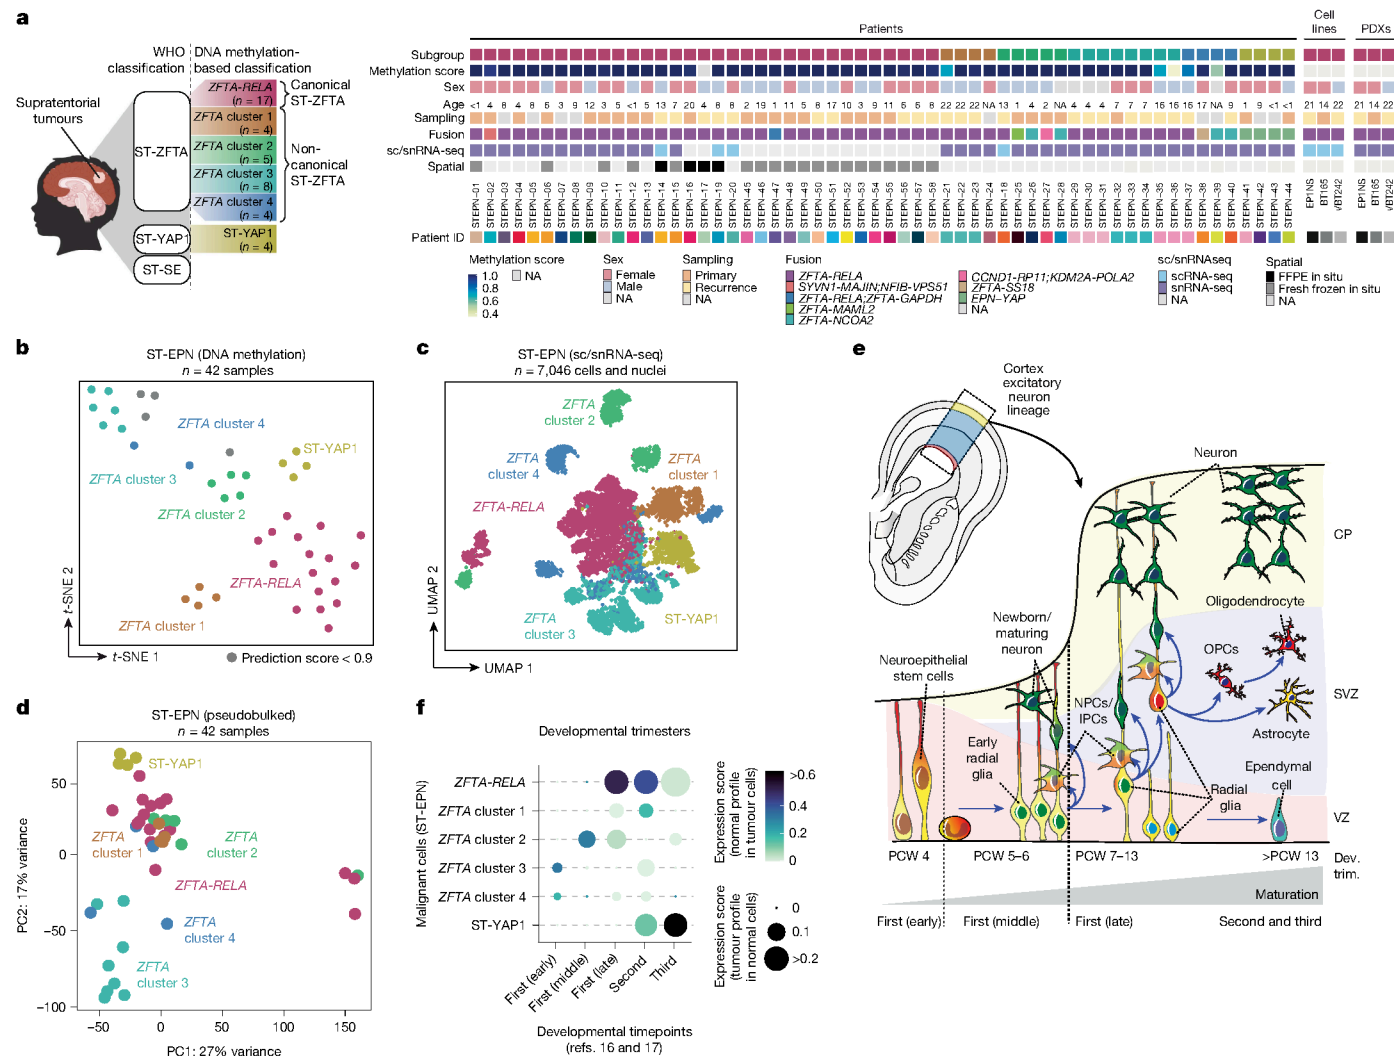 a
WHO classification
DNA methylation-based classification
Supratentorial tumours
ST-ZFTA
ST-YAP1
ST-SE
ZFTA-RELA (n = 17)
ZFTA cluster 1 (n = 4)
ZFTA cluster 2 (n = 5)
ZFTA cluster 3 (n = 8)
ZFTA cluster 4 (n = 4)
ST-YAP1 (n = 4)
Canonical ST-ZFTA
Non-canonical ST-ZFTA
Patients
Cell lines
PDXs
Subgroup
Methylation score
Sex
Age
Sampling
Fusion
sc/snRNA-seq
Spatial
Patient ID
EP1NS
BT165
VBT242
EP1NS
BT165
VBT242
Methylation score
1.0
0.8
0.6
0.4
NA
Sex
Female
Male
NA
Sampling
Primary
Recurrence
NA
Fusion
ZFTA-RELA
SYVN1-MAJIN;NFIB-VPS51
ZFTA-RELA;ZFTA-GAPDH
ZFTA-MAML2
ZFTA-NCOA2
CCND1-RP11;KDM2A-POLA2
ZFTA-SS18
EPN-YAP
NA
sc/snRNAseq
scRNA-seq
snRNA-seq
NA
Spatial
FFPE in situ
Fresh frozen in situ
NA
b
ST-EPN (DNA methylation)
n = 42 samples
ZFTA cluster 4
ST-YAP1
ZFTA cluster 3
ZFTA cluster 2
ZFTA-RELA
ZFTA cluster 1
t-SNE 2
t-SNE 1
Prediction score < 0.9
c
ST-EPN (sc/snRNA-seq)
n = 7,046 cells and nuclei
ZFTA cluster 2
ZFTA cluster 4
ZFTA cluster 1
ZFTA-RELA
ZFTA cluster 3
ST-YAP1
UMAP 2
UMAP 1
d
ST-EPN (pseudobulked)
n = 42 samples
ST-YAP1
ZFTA cluster 1
ZFTA cluster 2
ZFTA-RELA
ZFTA cluster 4
ZFTA cluster 3
PC2: 17% variance
50
0
−50
−100
−50
0
50
100
150
PC1: 27% variance
e
Cortex excitatory neuron lineage
Neuron
CP
Oligodendrocyte
Newborn/maturing neuron
OPCs
Neuroepithelial stem cells
NPCs/IPCs
SVZ
Astrocyte
Early radial glia
Ependymal cell
Radial glia
VZ
PCW 4
PCW 5–6
PCW 7–13
>PCW 13
Dev. trim.
Maturation
First (early)
First (middle)
First (late)
Second and third
f
Developmental trimesters
Malignant cells (ST-EPN)
ZFTA-RELA
ZFTA cluster 1
ZFTA cluster 2
ZFTA cluster 3
ZFTA cluster 4
ST-YAP1
First (early)
First (middle)
First (late)
Second
Third
Developmental timepoints (refs. 16 and 17)
Expression score (normal profile in tumour cells)
>0.6
0.4
0.2
0
Expression score (tumour profile in normal cells)
0
0.1
>0.2